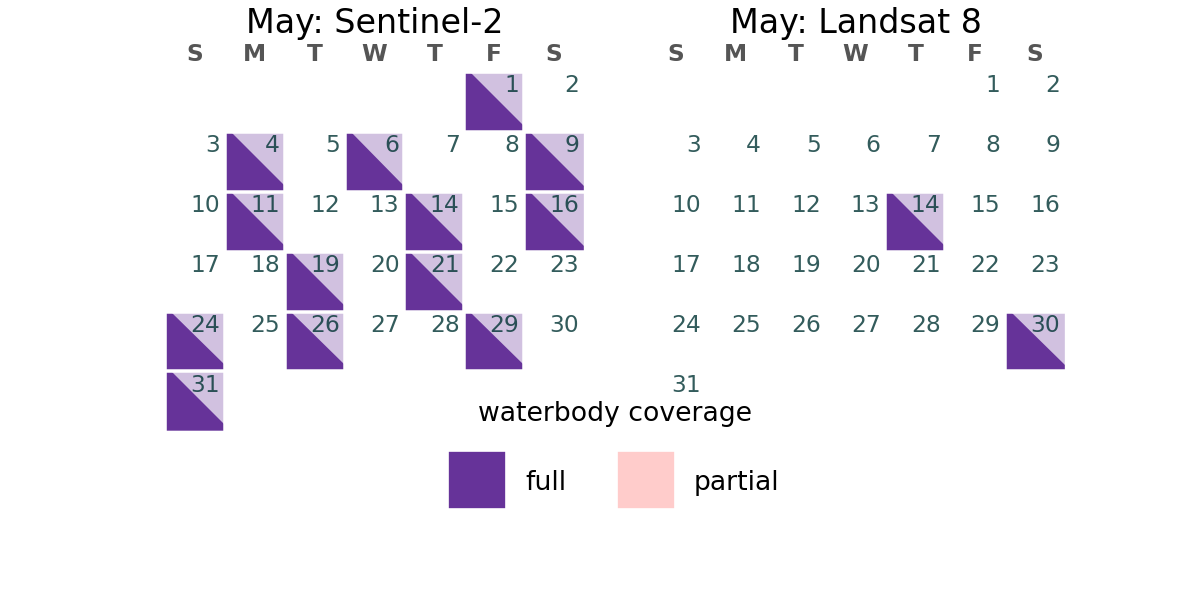 May: Sentinel-2
S M T W T F S
1 2
3 4 5 6 7 8 9
10 11 12 13 14 15 16
17 18 19 20 21 22 23
24 25 26 27 28 29 30
31
May: Landsat 8
S M T W T F S
1 2
3 4 5 6 7 8 9
10 11 12 13 14 15 16
17 18 19 20 21 22 23
24 25 26 27 28 29 30
31
waterbody coverage
full partial